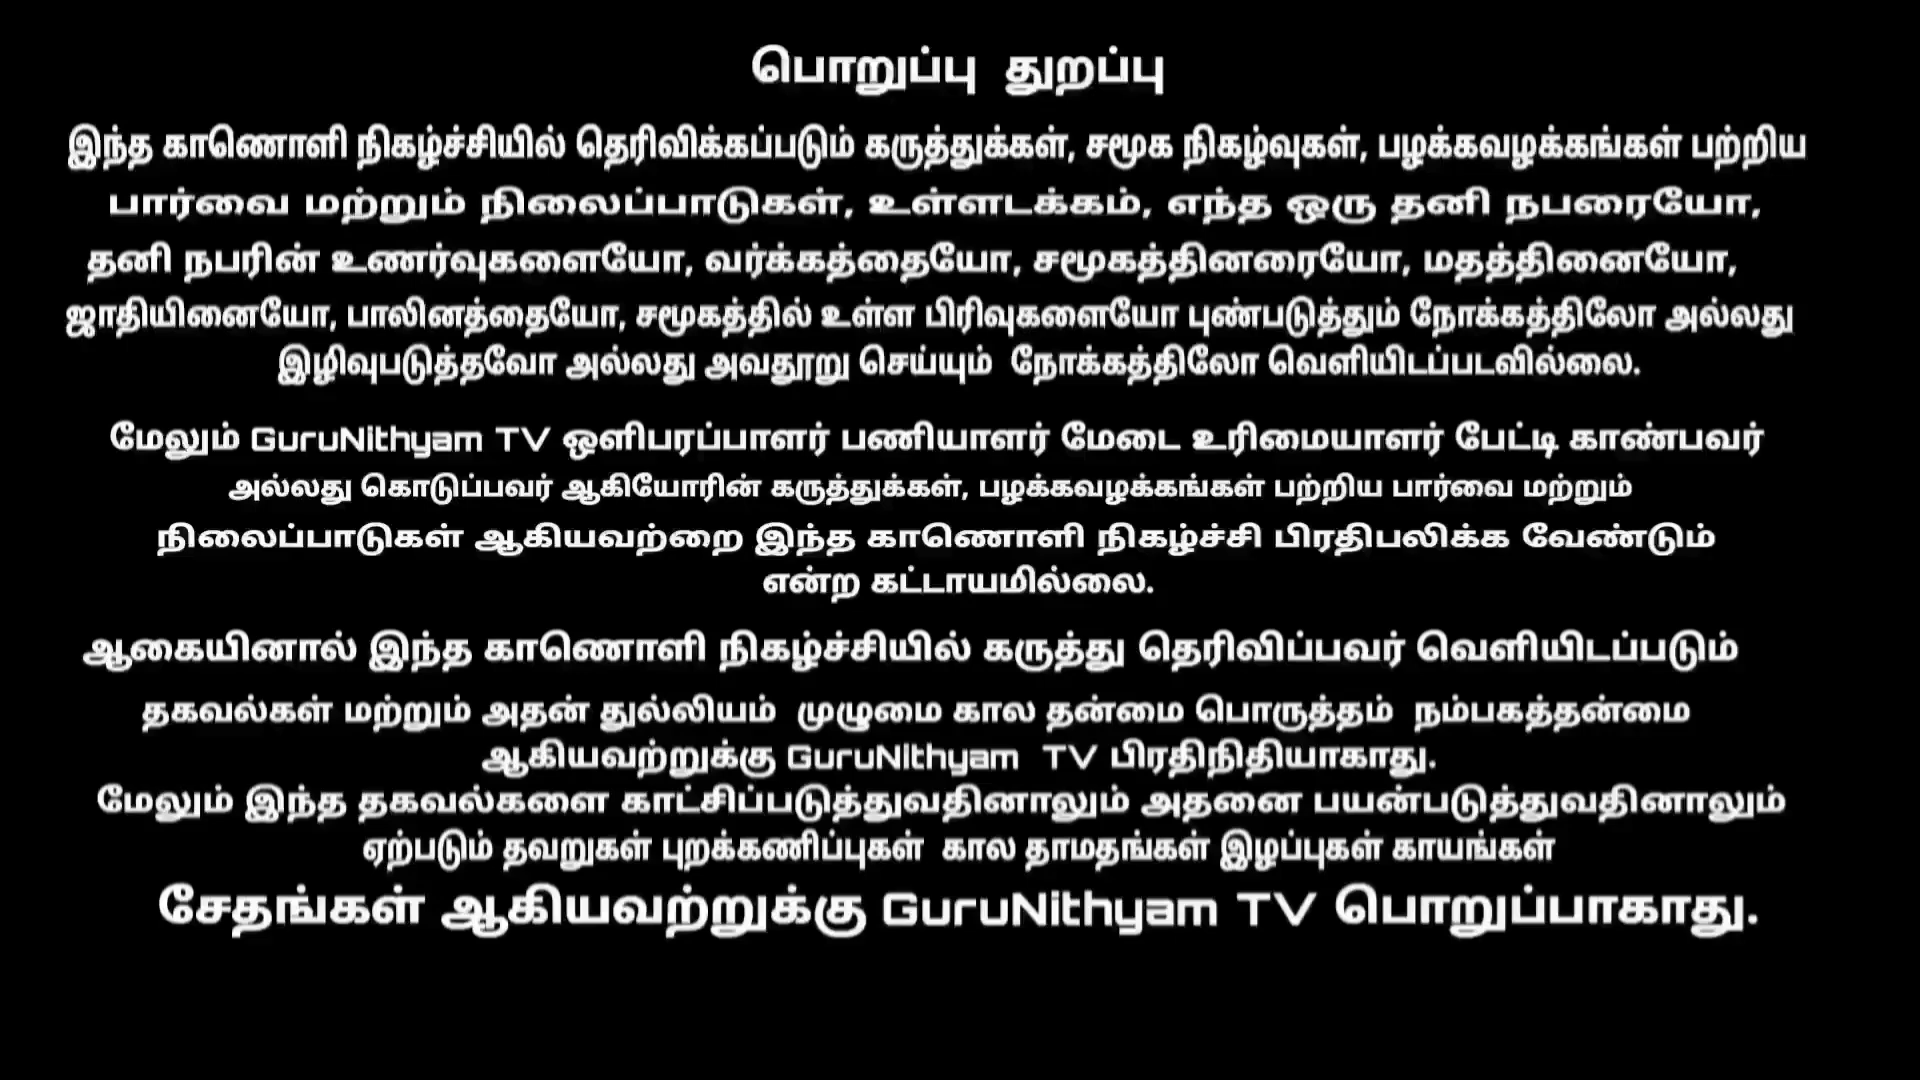 பொறுப்பு துறப்பு
இந்த காணொளி நிகழ்ச்சியில் தெரிவிக்கப்படும் கருத்துக்கள், சமூக நிகழ்வுகள், பழக்கவழக்கங்கள் பற்றிய
பார்வை மற்றும் நிலைப்பாடுகள், உள்ளடக்கம், எந்த ஒரு தனி நபரையோ,
தனி நபரின் உணர்வுகளையோ, வர்க்கத்தையோ, சமூகத்தினரையோ, மதத்தினையோ,
ஜாதியினையோ, பாலினத்தையோ, சமூகத்தில் உள்ள பிரிவுகளையோ புண்படுத்தும் நோக்கத்திலோ அல்லது
இழிவுபடுத்தவோ அல்லது அவதூறு செய்யும் நோக்கத்திலோ வெளியிடப்படவில்லை.
மேலும் GuruNithyam TV ஒளிபரப்பாளர் பணியாளர் மேடை உரிமையாளர் பேட்டி காண்பவர்
அல்லது கொடுப்பவர் ஆகியோரின் கருத்துக்கள், பழக்கவழக்கங்கள் பற்றிய பார்வை மற்றும்
நிலைப்பாடுகள் ஆகியவற்றை இந்த காணொளி நிகழ்ச்சி பிரதிபலிக்க வேண்டும்
என்ற கட்டாயமில்லை.
ஆகையினால் இந்த காணொளி நிகழ்ச்சியில் கருத்து தெரிவிப்பவர் வெளியிடப்படும்
தகவல்கள் மற்றும் அதன் துல்லியம் முழுமை கால தன்மை பொருத்தம் நம்பகத்தன்மை
ஆகியவற்றுக்கு GuruNithyam TV பிரதிநிதியாகாது.
மேலும் இந்த தகவல்களை காட்சிப்படுத்துவதினாலும் அதனை பயன்படுத்துவதினாலும்
ஏற்படும் தவறுகள் புறக்கணிப்புகள் கால தாமதங்கள் இழப்புகள் காயங்கள்
சேதங்கள் ஆகியவற்றுக்கு GuruNithyam TV பொறுப்பாகாது.